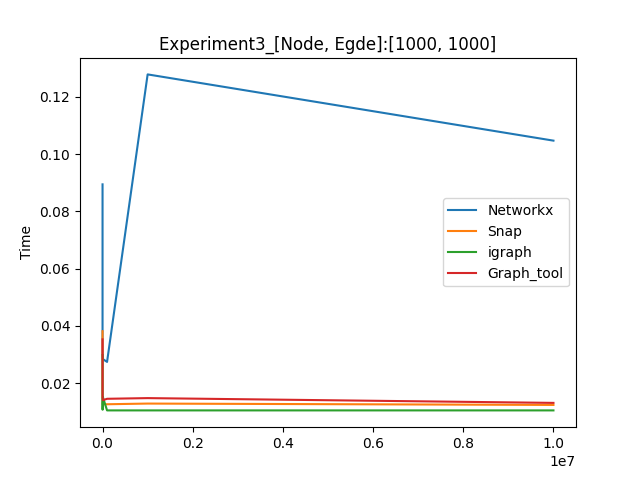 Experiment3_[Node, Egde]:[1000, 1000]
0.12
0.10
0.08
0.06
0.04
0.02
Time
Networkx
Snap
igraph
Graph_tool
0.0 0.2 0.4 0.6 0.8 1.0
1e7